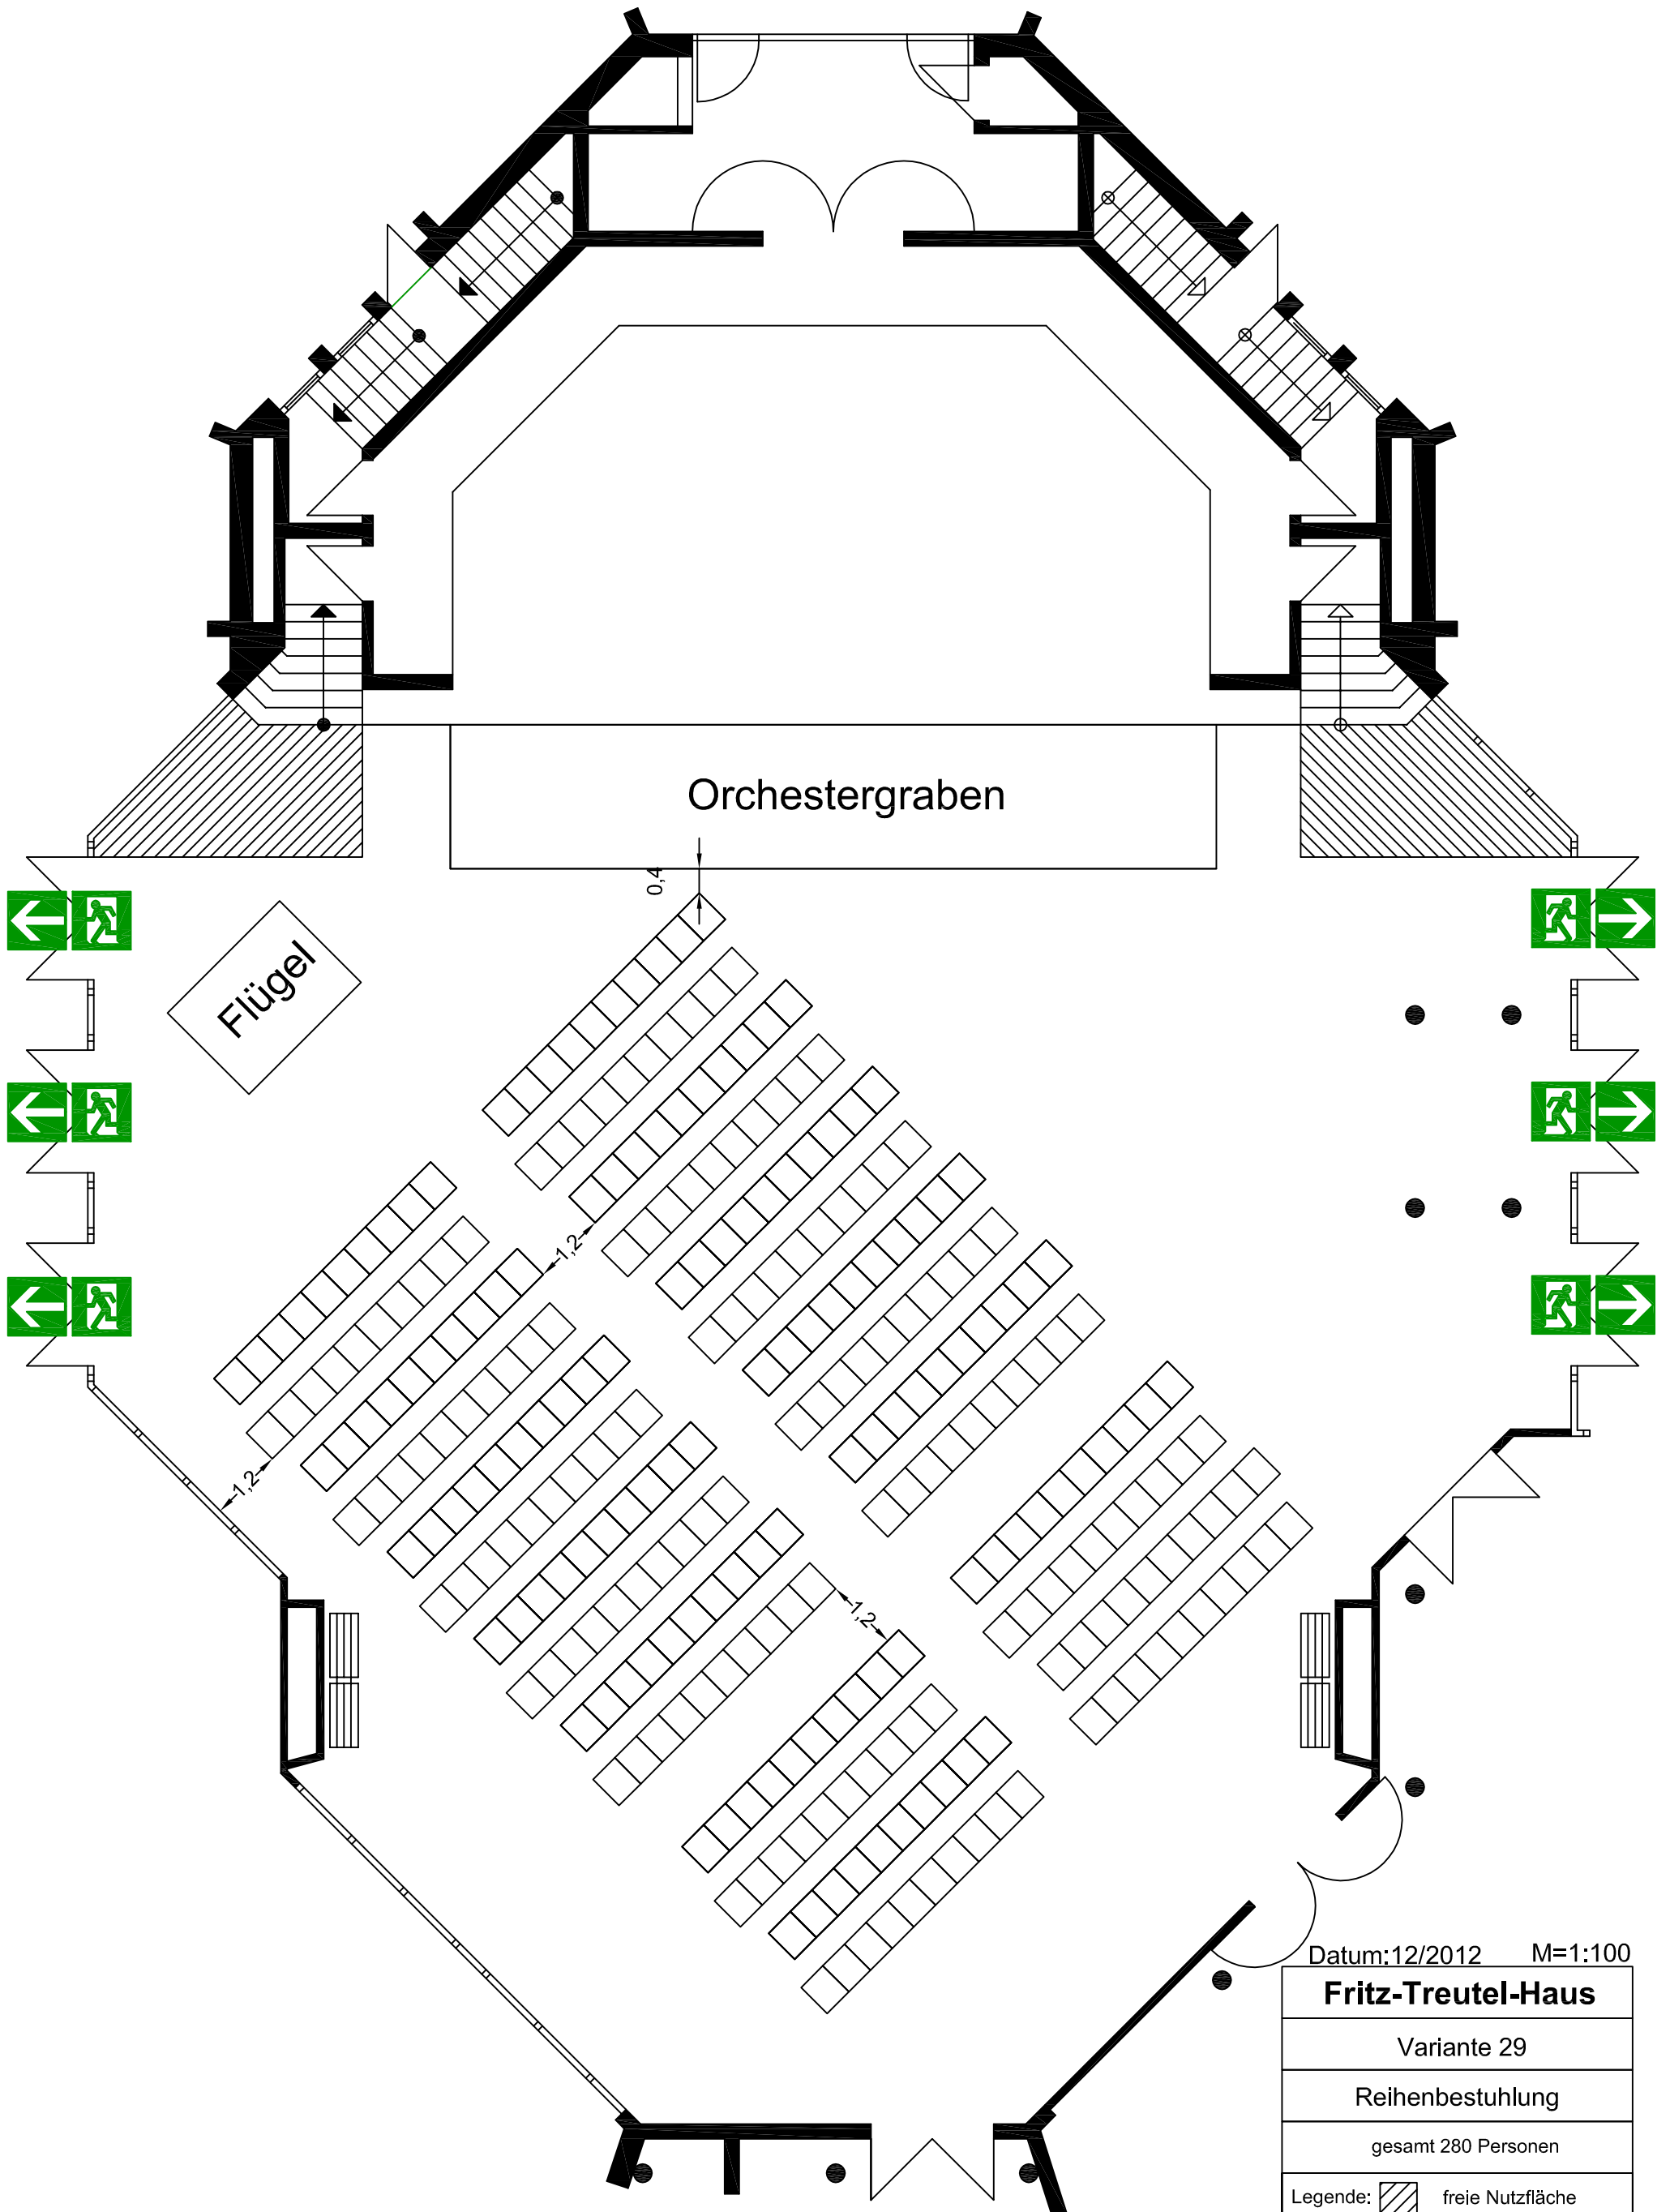 Orchestergraben
0,4
Flügel
1,2
1,2
1,2
Datum:12/2012 M=1:100
Fritz-Treutel-Haus
Variante 29
Reihenbestuhlung
gesamt 280 Personen
Legende: freie Nutzfläche